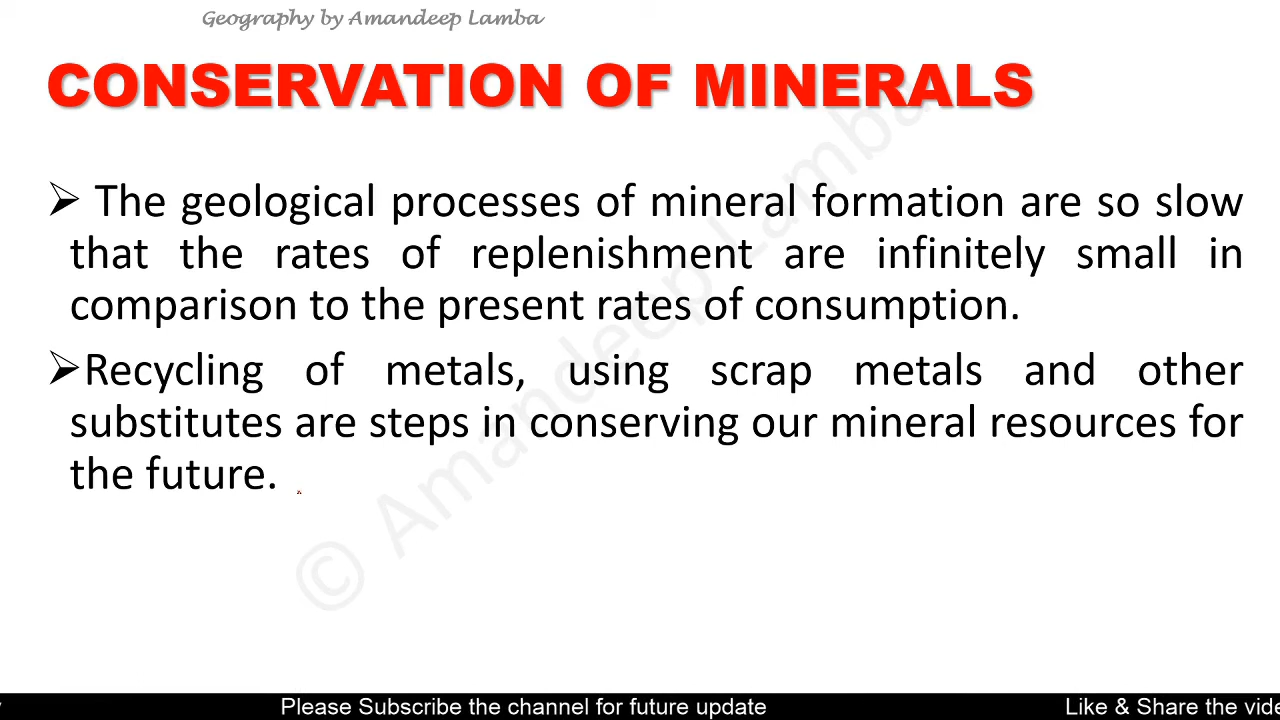 Geography by Amandeep Lamba
CONSERVATION OF MINERALS
➢ The geological processes of mineral formation are so slow
that the rates of replenishment are infinitely small in
comparison to the present rates of consumption.
➢Recycling of metals, using scrap metals and other
substitutes are steps in conserving our mineral resources for
the future.
© Amandeep Lamba
Please Subscribe the channel for future update
Like & Share the vide